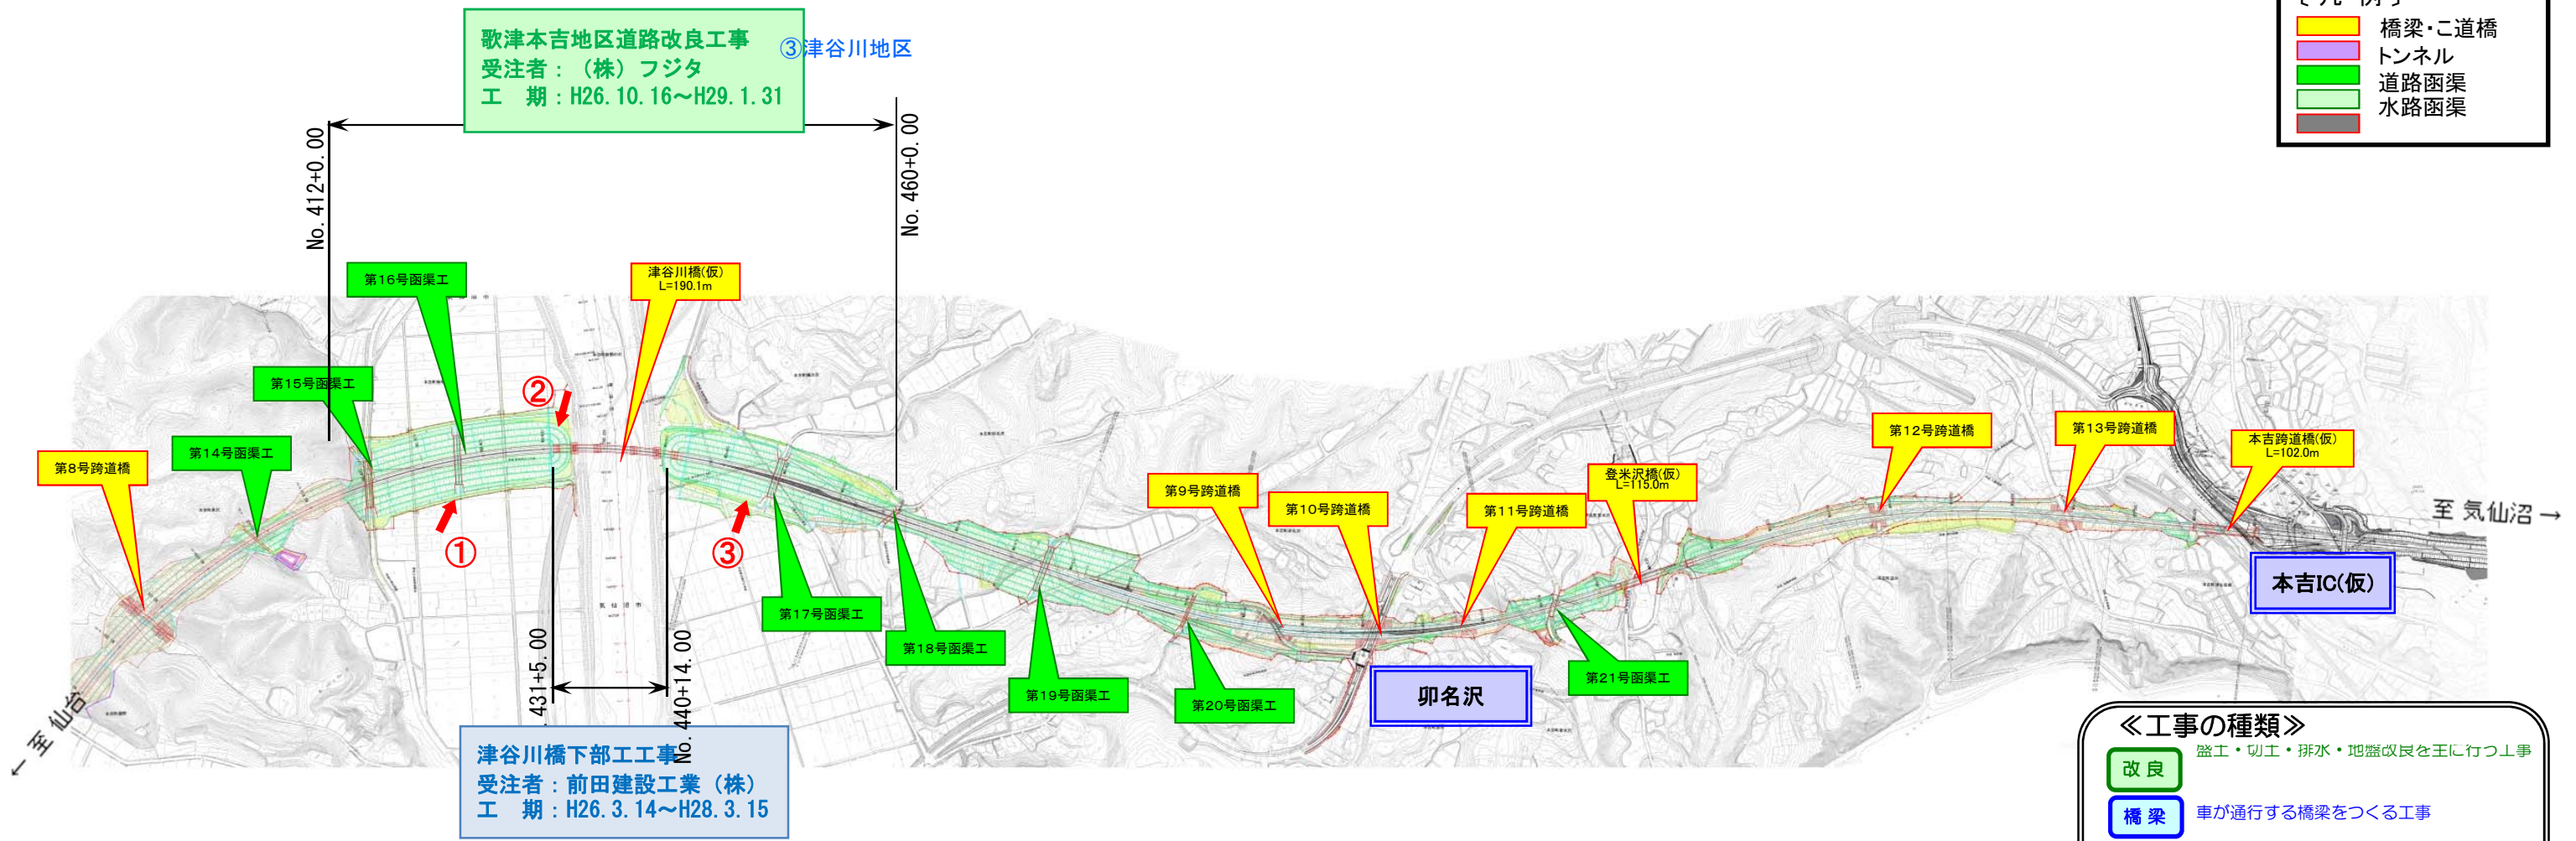 歌津本吉地区道路改良工事
受注者：（株）フジタ
工　期：H26.10.16～H29.1.31
③津谷川地区
橋梁・こ道橋
トンネル
道路函渠
水路函渠
No.412+0.00
No.460+0.00
第16号函渠工
津谷川橋(仮)
L=190.1m
第15号函渠工
②
第14号函渠工
第8号跨道橋
①
③
第17号函渠工
第18号函渠工
第19号函渠工
第20号函渠工
第9号跨道橋
第10号跨道橋
第11号跨道橋
登米沢橋(仮)
L=115.0m
第12号跨道橋
第13号跨道橋
本吉跨道橋(仮)
L=102.0m
至 気仙沼→
本吉IC(仮)
第21号函渠工
卯名沢
気仙沼市
431+5.00
No.440+14.00
←至 仙台
津谷川橋下部工工事
受注者：前田建設工業（株）
工　期：H26.3.14～H28.3.15
≪工事の種類≫
改良
盛土・切土・排水・地盤改良を主に行う工事
橋梁
車が通行する橋梁をつくる工事